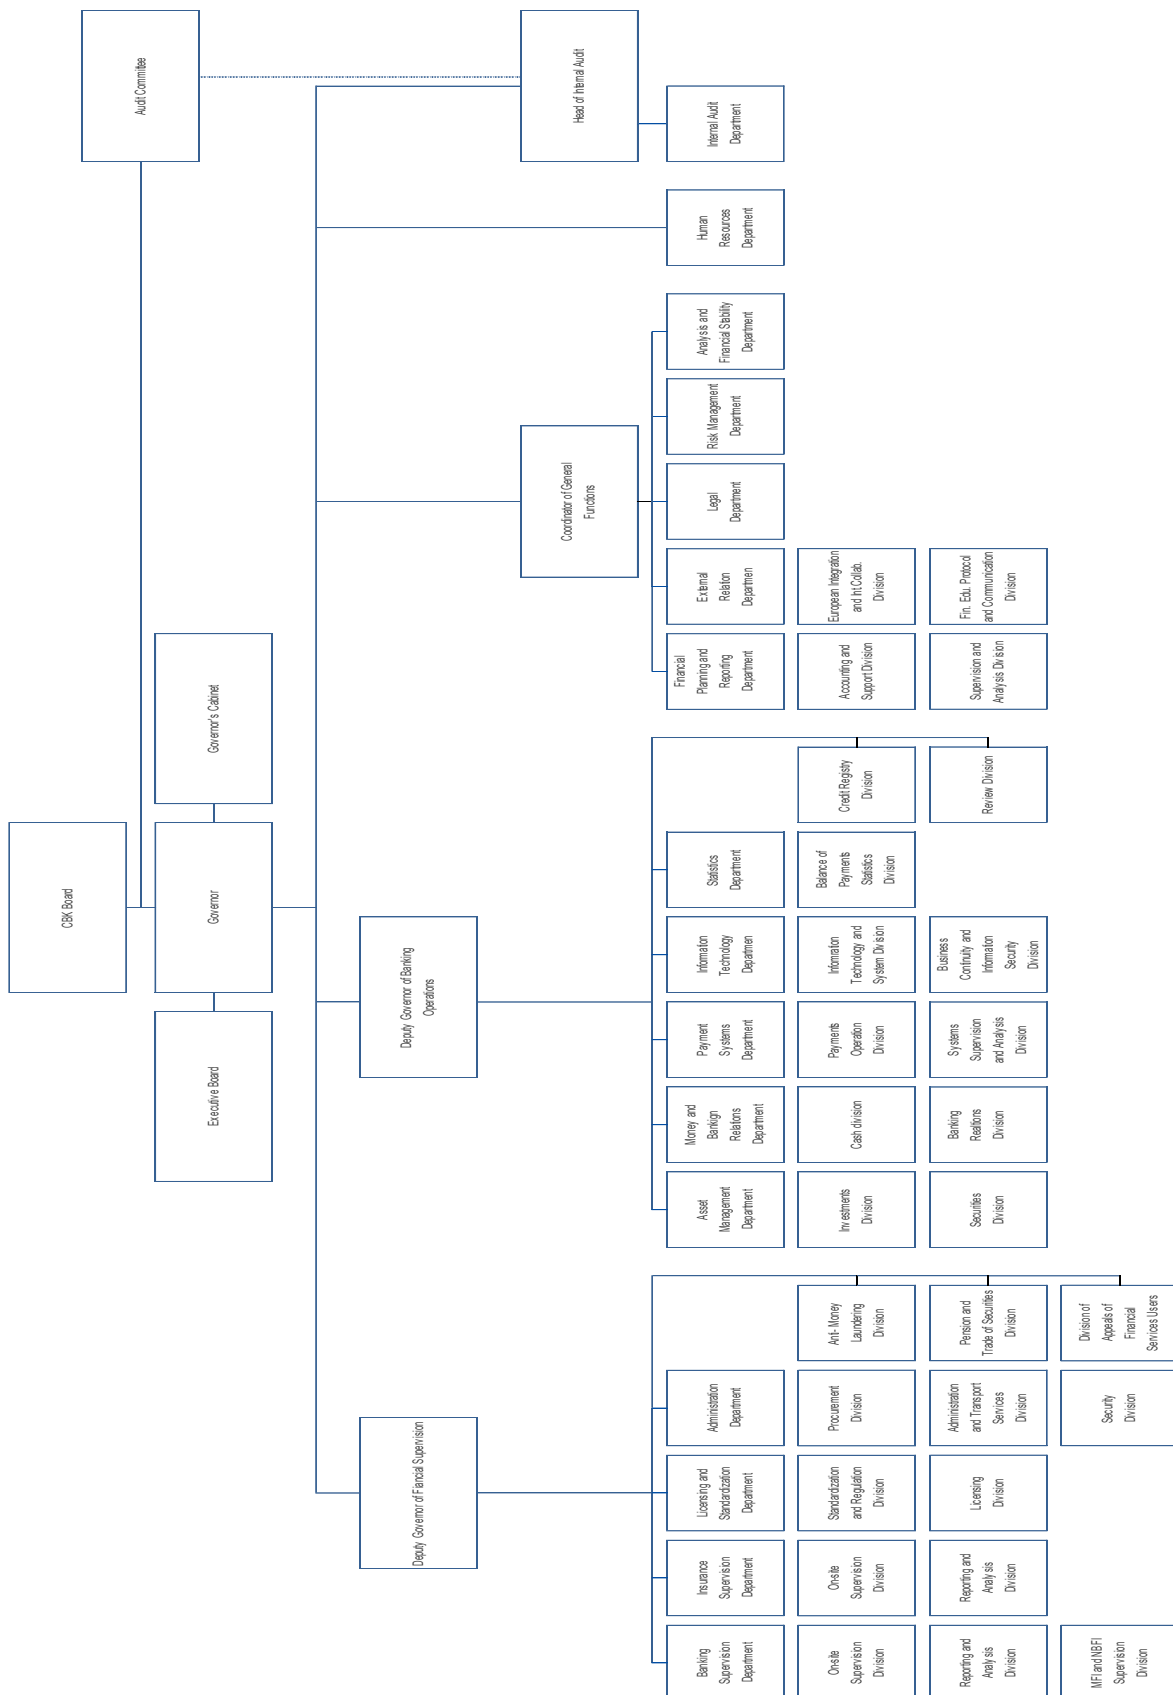 CBK Board
Executive Board
Governor
Governor's Cabinet
Audit Committee
Deputy Governor of Fiancial Supervision
Deputy Governor of Banking
Operations
Coordinator of General
Functions
Head of Internal Audit
Banking
Supervision
Department
Insurance
Supervision
Department
Licensing and
Standardization
Department
Administration
Department
Asset
Management
Department
Money and
Bankign
Relations
Department
Payment
Systems
Department
Information
Technology
Departmen
Statistics
Department
Financial
Planning and
Reporting
Department
External
Relation
Departmen
Legal
Department
Risk Management
Department
Analysis and
Financial Stability
Department
Human
Resources
Department
Internal Audit
Department
On-site
Supervision
Division
On-site
Supervision
Division
Standardization
and Regulation
Division
Procurement
Division
Anti- Money
Laundering
Division
Investments
Division
Cash division
Payments
Operation
Division
Information
Technology and
System Division
Balance of
Payments
Statistics
Division
Credit Registry
Division
Accounting and
Support Division
European Integration
and Int.Collab.
Division
Reporting and
Analysis
Division
Reporting and
Analysis
Division
Licensing
Division
Administration
and Transport
Services
Division
Pension and
Trade of Securities
Division
Securities
Division
Banking
Realtions
Division
Systems
Supervision
and Analysis
Division
Business
Continuity and
Information
Security
Division
Review Division
Supervision and
Analysis Division
Fin. Edu. Protocol
and Communication
Division
MFI and NBFI
Supervision
Division
Security
Division
Division of
Appeals of
Financial
Services Users